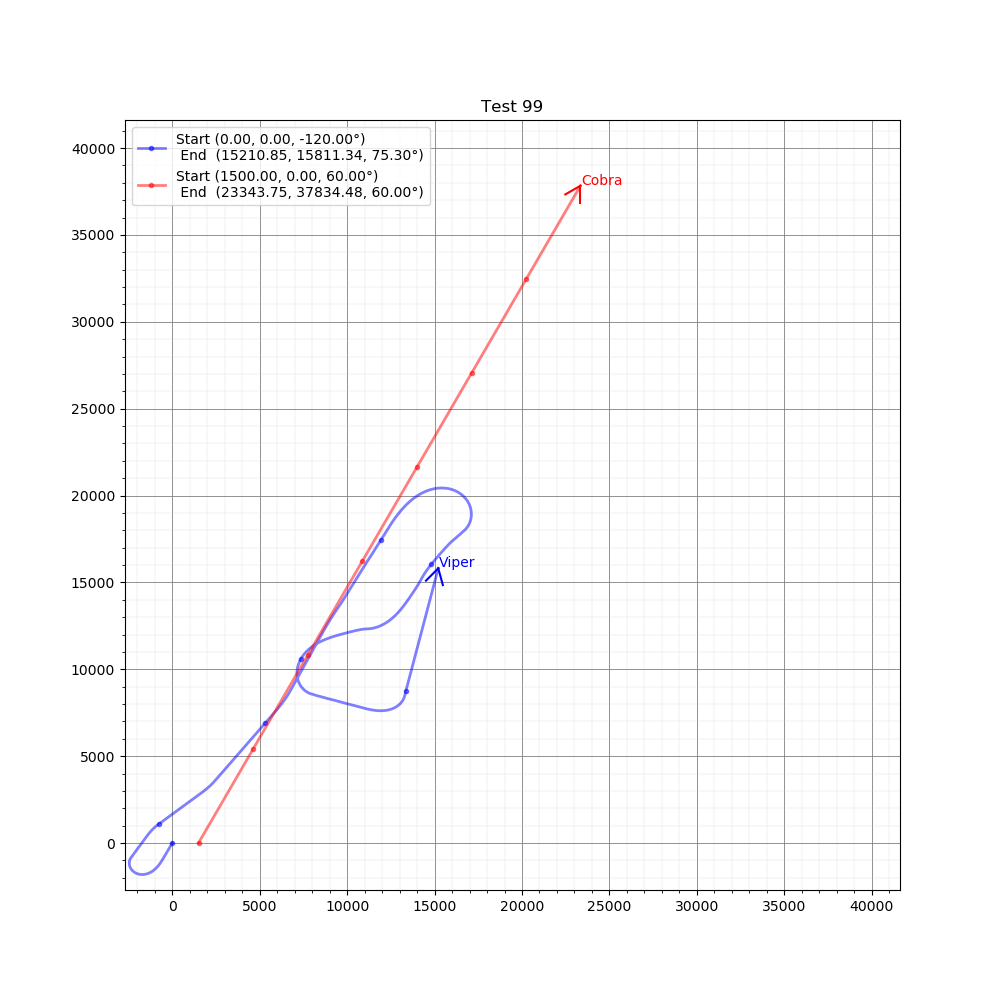 Test 99
Start (0.00, 0.00, -120.00°)
End  (15210.85, 15811.34, 75.30°)
Start (1500.00, 0.00, 60.00°)
End  (23343.75, 37834.48, 60.00°)
Cobra
Viper
40000
35000
30000
25000
20000
15000
10000
5000
0
0 5000 10000 15000 20000 25000 30000 35000 40000